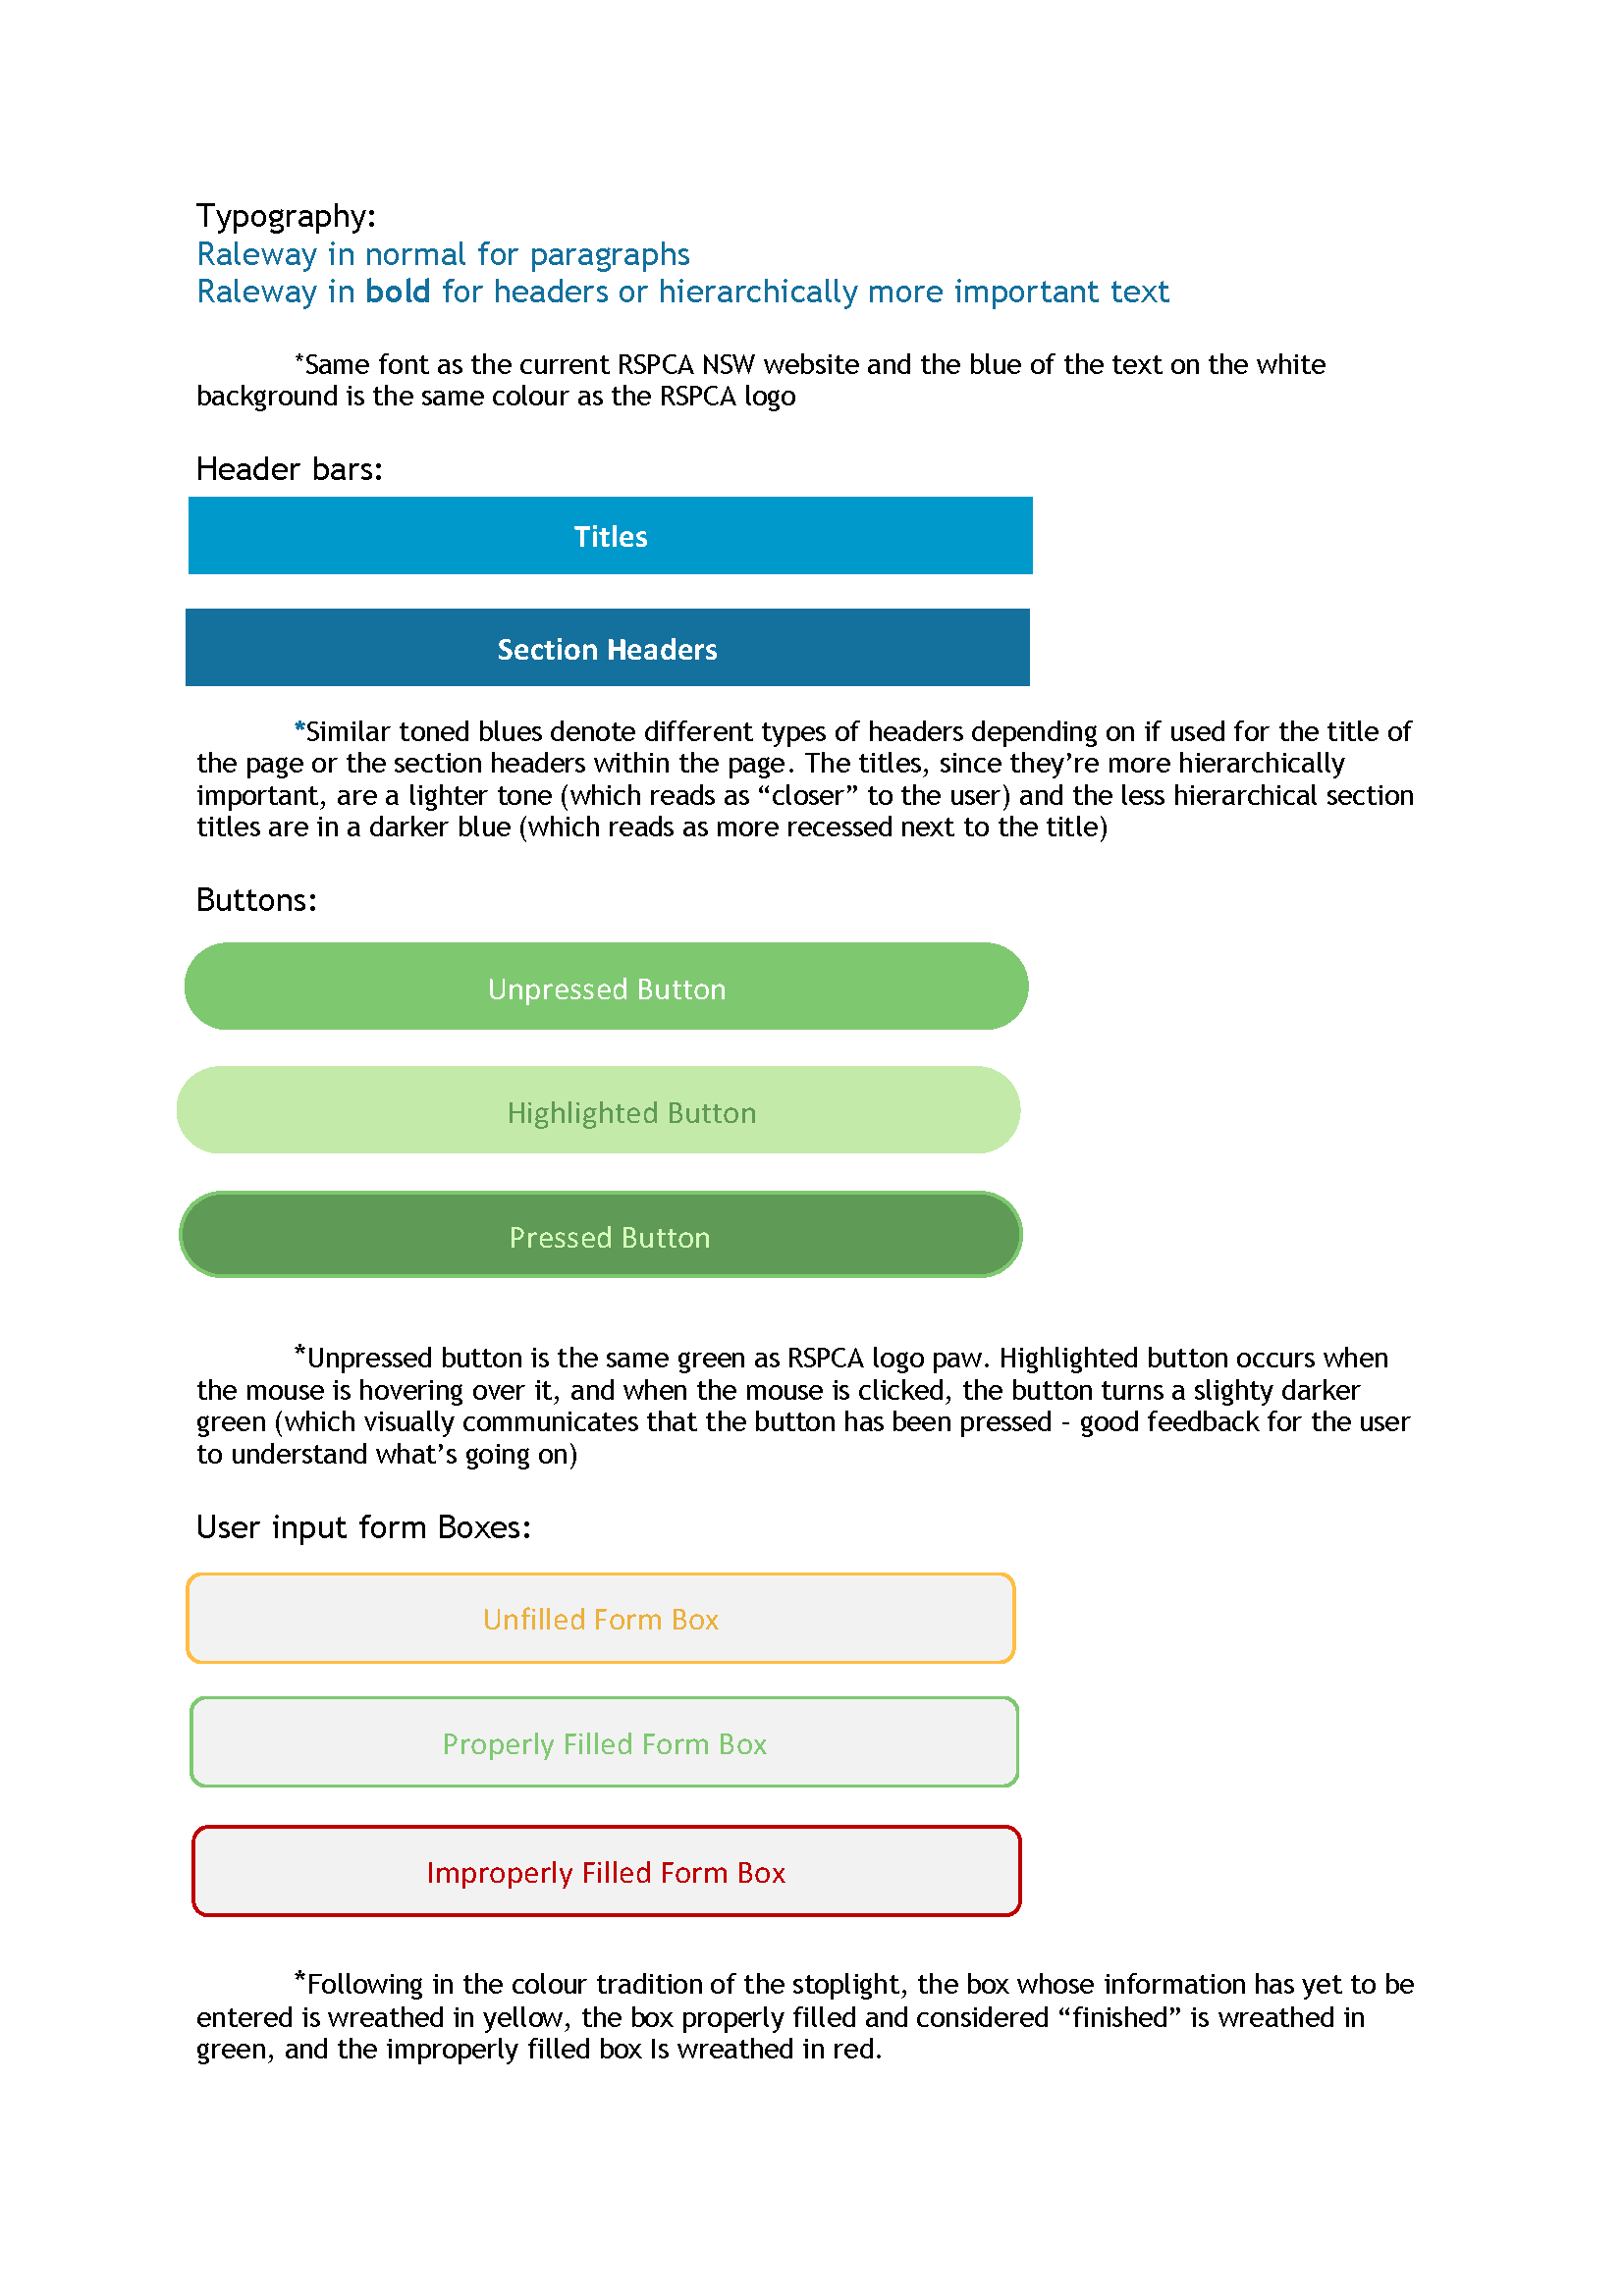 Typography:
Raleway in normal for paragraphs
Raleway in bold for headers or hierarchically more important text
*Same font as the current RSPCA NSW website and the blue of the text on the white
background is the same colour as the RSPCA logo
Header bars:
Titles
Section Headers
*Similar toned blues denote different types of headers depending on if used for the title of
the page or the section headers within the page. The titles, since they’re more hierarchically
important, are a lighter tone (which reads as “closer” to the user) and the less hierarchical section
titles are in a darker blue (which reads as more recessed next to the title)
Buttons:
Unpressed Button
Highlighted Button
Pressed Button
*Unpressed button is the same green as RSPCA logo paw. Highlighted button occurs when
the mouse is hovering over it, and when the mouse is clicked, the button turns a slighty darker
green (which visually communicates that the button has been pressed - good feedback for the user
to understand what’s going on)
User input form Boxes:
Unfilled Form Box
Properly Filled Form Box
Improperly Filled Form Box
*Following in the colour tradition of the stoplight, the box whose information has yet to be
entered is wreathed in yellow, the box properly filled and considered “finished” is wreathed in
green, and the improperly filled box Is wreathed in red.